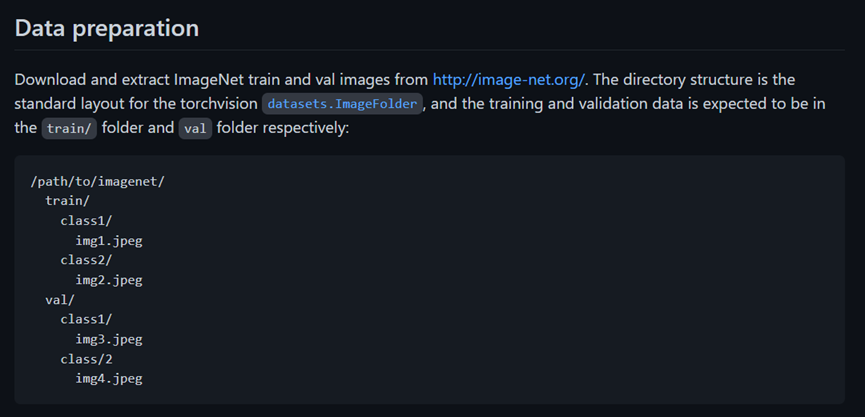 Data preparation
Download and extract ImageNet train and val images from http://image-net.org/. The directory structure is the
standard layout for the torchvision datasets.ImageFolder, and the training and validation data is expected to be in
the train/ folder and val folder respectively:
/path/to/imagenet/
  train/
    class1/
      img1.jpeg
    class2/
      img2.jpeg
  val/
    class1/
      img3.jpeg
    class/2
      img4.jpeg